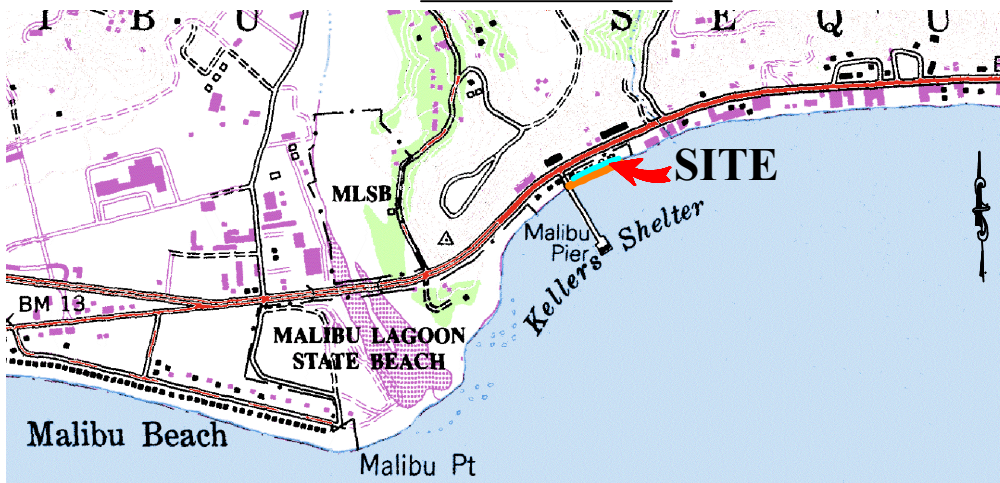 I B U S E Q U
SITE
MLSB
Malibu
Pier
Kellers Shelter
BM 13
MALIBU LAGOON
STATE BEACH
Malibu Beach
Malibu Pt